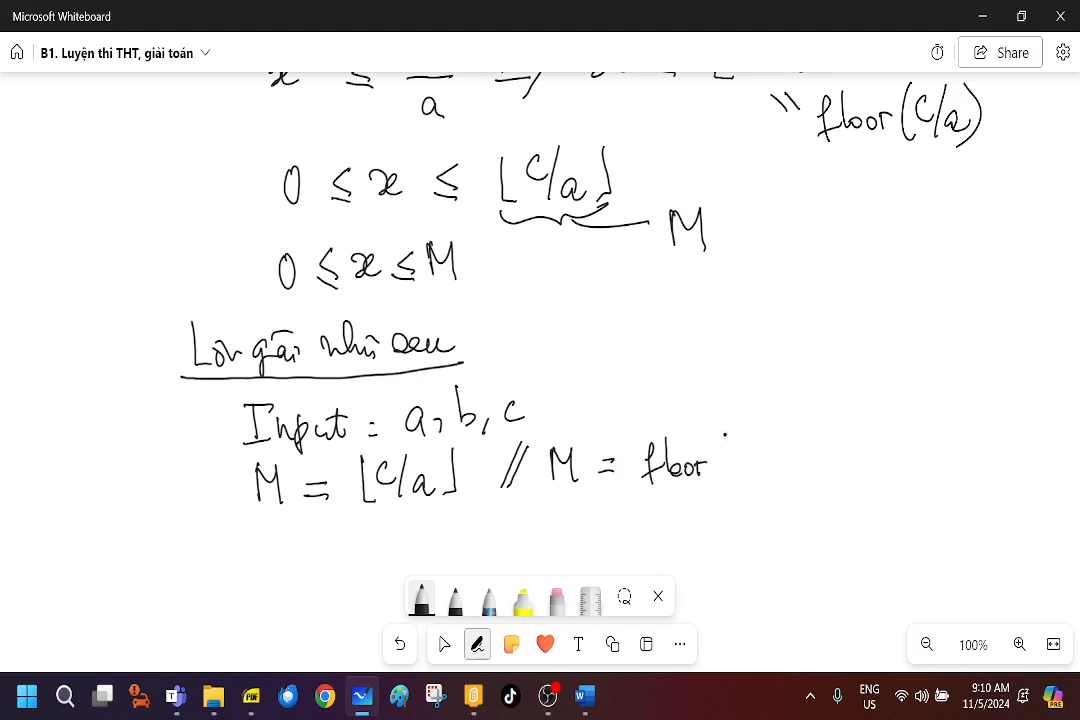 Microsoft Whiteboard
B1. Luyện thi THT, giải toán
Share
x ≤
a
\\ floor(C/a)
0 ≤ x ≤ ⌊C/a⌋
M
0 ≤ x ≤ M
Lời giải như sau
Input: a, b, c
M = ⌊C/a⌋ // M = floor
100%
ENG
US
9:10 AM
11/5/2024